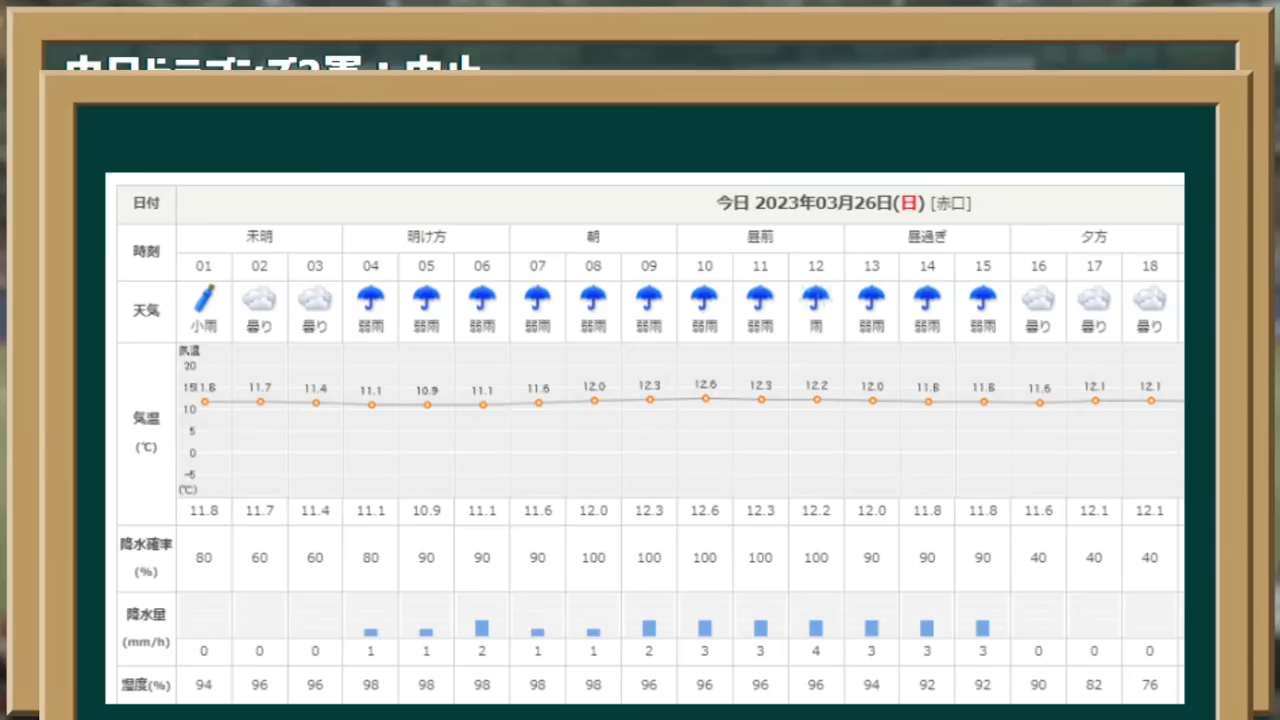 中日ドラゴンズ2軍：中止
日付 今日 2023年03月26日(日) [赤口]
時刻 未明 明け方 朝 昼前 昼過ぎ 夕方
01 02 03 04 05 06 07 08 09 10 11 12 13 14 15 16 17 18
天気 小雨 曇り 曇り 弱雨 弱雨 弱雨 弱雨 弱雨 弱雨 弱雨 弱雨 雨 弱雨 弱雨 弱雨 曇り 曇り 曇り
気温
20
15 11.8 11.7 11.4 11.1 10.9 11.1 11.6 12.0 12.3 12.6 12.3 12.2 12.0 11.8 11.8 11.6 12.1 12.1
10
5
0
-5
(℃)
気温
(℃)
11.8 11.7 11.4 11.1 10.9 11.1 11.6 12.0 12.3 12.6 12.3 12.2 12.0 11.8 11.8 11.6 12.1 12.1
降水確率
(%)
80 60 60 80 90 90 90 100 100 100 100 100 90 90 90 40 40 40
降水量
(mm/h)
0 0 0 1 1 2 1 1 2 3 3 4 3 3 3 0 0 0
湿度(%) 94 96 96 98 98 98 98 98 96 96 96 96 94 92 92 90 82 76